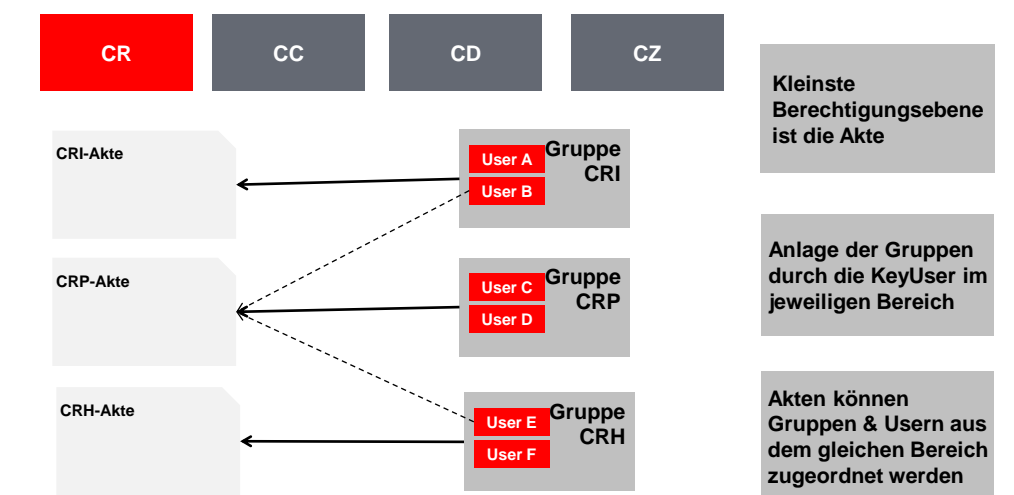 CR
CC
CD
CZ
Kleinste
Berechtigungsebene
ist die Akte
CRI-Akte
User A
User B
Gruppe
CRI
Anlage der Gruppen
durch die KeyUser im
jeweiligen Bereich
CRP-Akte
User C
User D
Gruppe
CRP
Akten können
Gruppen & Usern aus
dem gleichen Bereich
zugeordnet werden
CRH-Akte
User E
User F
Gruppe
CRH